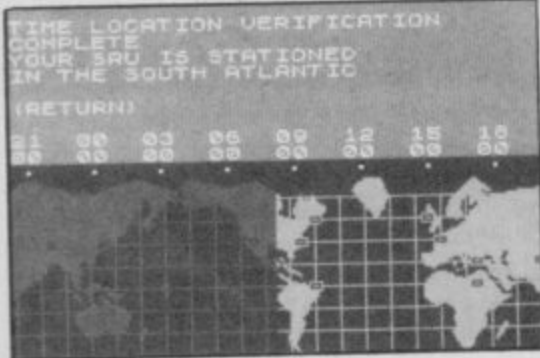 TIME LOCATION VERIFICATION
COMPLETE
YOUR SRU IS STATIONED
IN THE SOUTH ATLANTIC
(RETURN)
21 00 03 06 09 12 15 18
00 00 00 00 00 00 00 00